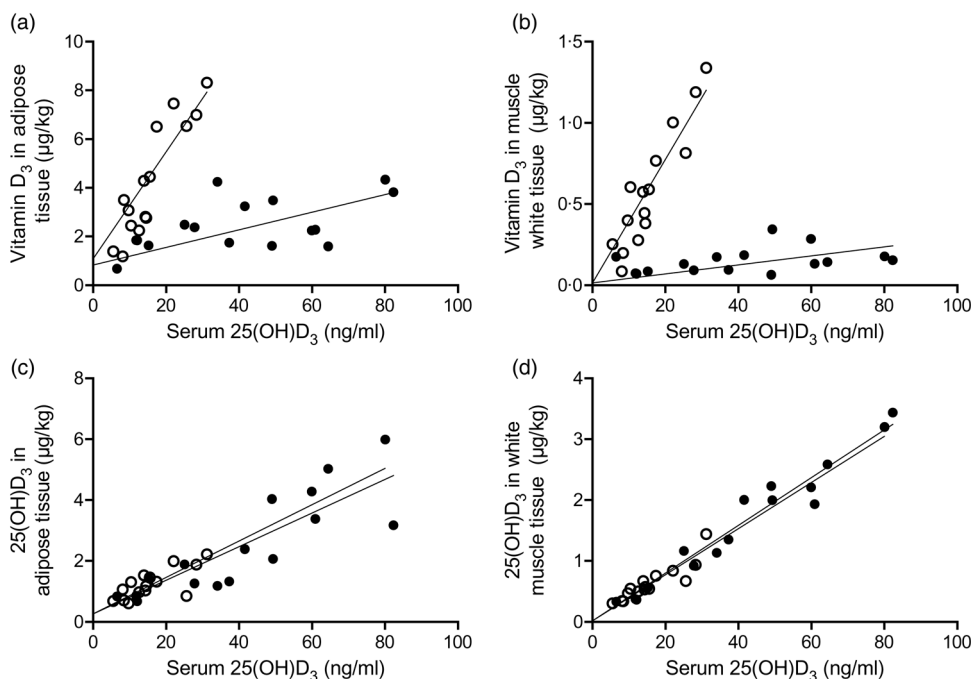 (a)
10
8
6
4
2
0
0 20 40 60 80 100
Vitamin D₃ in adipose
tissue (µg/kg)
Serum 25(OH)D₃ (ng/ml)
(b)
1·5
1·0
0·5
0·0
0 20 40 60 80 100
Vitamin D₃ in muscle
white tissue (µg/kg)
Serum 25(OH)D₃ (ng/ml)
(c)
8
6
4
2
0
0 20 40 60 80 100
25(OH)D₃ in
adipose tissue (µg/kg)
Serum 25(OH)D₃ (ng/ml)
(d)
4
3
2
1
0
0 20 40 60 80 100
25(OH)D₃ in white
muscle tissue (µg/kg)
Serum 25(OH)D₃ (ng/ml)